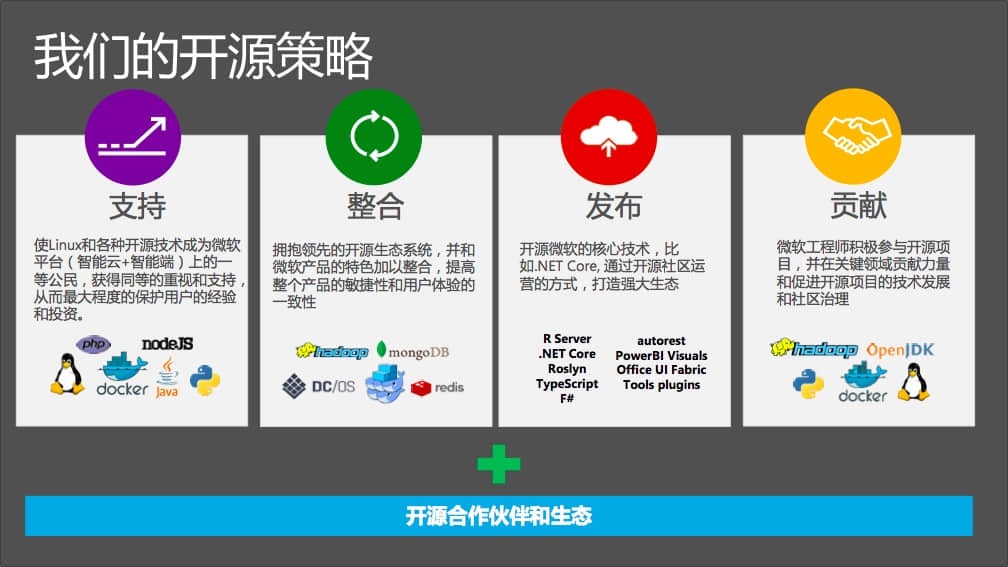 我们的开源策略
支持
使Linux和各种开源技术成为微软
平台（智能云+智能端）上的一
等公民，获得同等的重视和支持，
从而最大程度的保护用户的经验
和投资。
php
nodeJS
docker
Java
整合
拥抱领先的开源生态系统，并和
微软产品的特色加以整合，提高
整个产品的敏捷性和用户体验的
一致性
hadoop
mongoDB
DC/OS
redis
发布
开源微软的核心技术，比
如.NET Core, 通过开源社区运
营的方式，打造强大生态
R Server
.NET Core
Roslyn
TypeScript
F#
autorest
PowerBI Visuals
Office UI Fabric
Tools plugins
贡献
微软工程师积极参与开源项
目，并在关键领域贡献力量
和促进开源项目的技术发展
和社区治理
hadoop
OpenJDK
docker
开源合作伙伴和生态